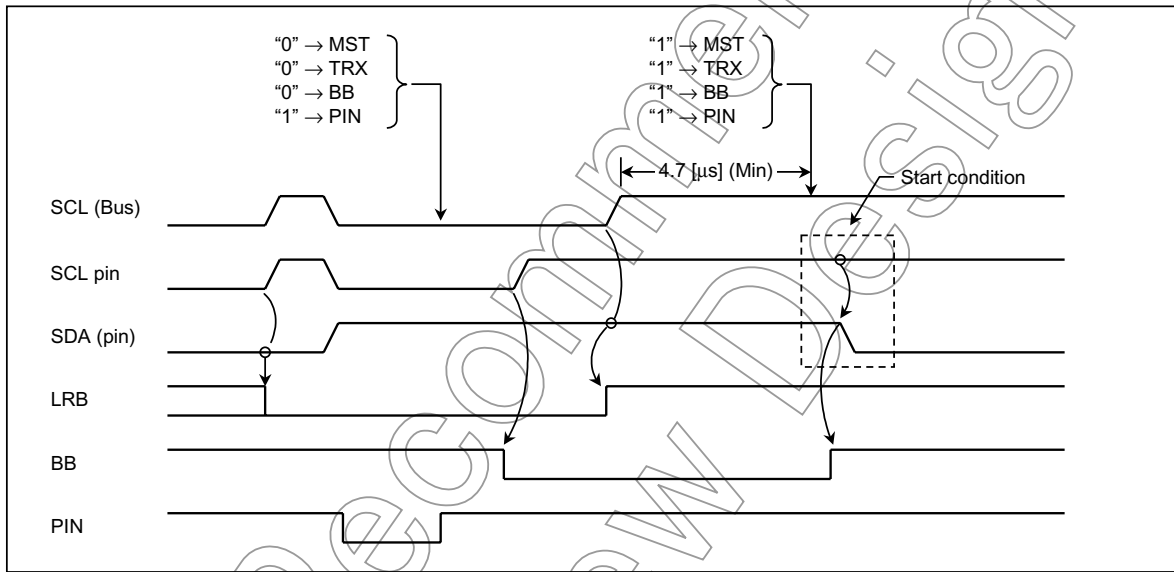 "0" → MST
"0" → TRX
"0" → BB
"1" → PIN
"1" → MST
"1" → TRX
"1" → BB
"1" → PIN
4.7 [μs] (Min)
Start condition
SCL (Bus)
SCL pin
SDA (pin)
LRB
BB
PIN